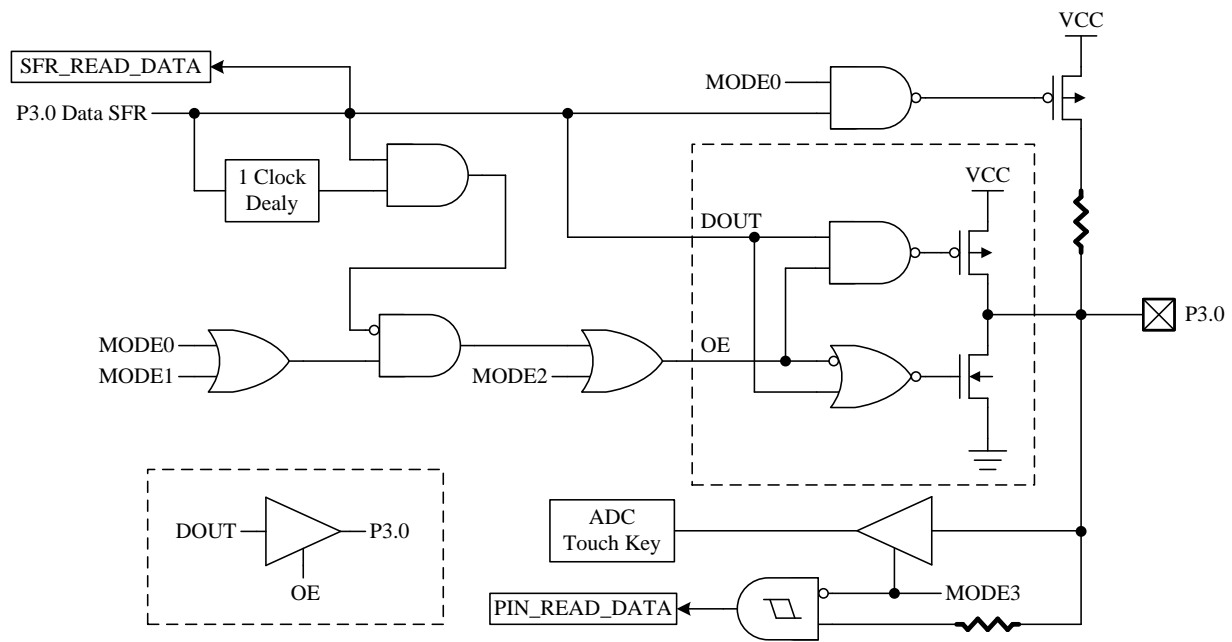 VCC
SFR_READ_DATA
MODE0
P3.0 Data SFR
1 Clock
Dealy
VCC
DOUT
P3.0
MODE0
MODE1
MODE2
OE
ADC
Touch Key
DOUT
P3.0
OE
MODE3
PIN_READ_DATA